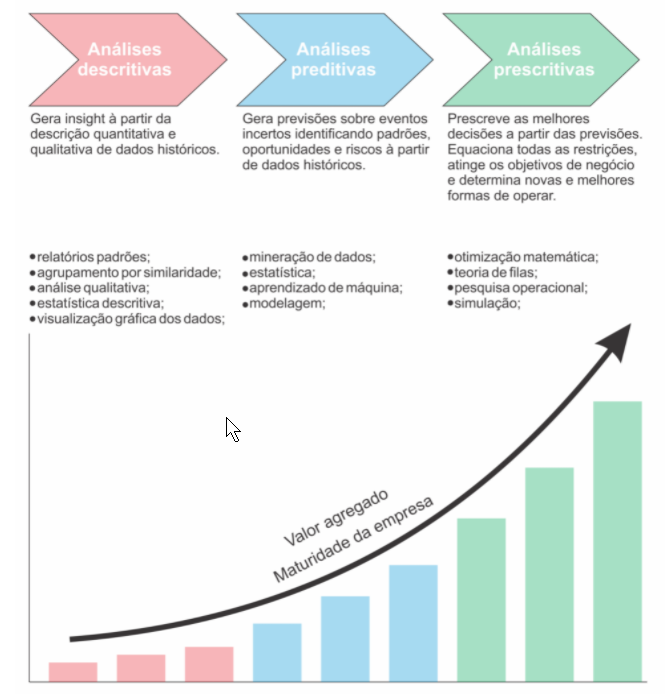 Análises
descritivas
Análises
preditivas
Análises
prescritivas
Gera insight à partir da
descrição quantitativa e
qualitativa de dados históricos.
Gera previsões sobre eventos
incertos identificando padrões,
oportunidades e riscos à partir
de dados históricos.
Prescreve as melhores
decisões a partir das previsões.
Equaciona todas as restrições,
atinge os objetivos de negócio
e determina novas e melhores
formas de operar.
•relatórios padrões;
•agrupamento por similaridade;
•análise qualitativa;
•estatística descritiva;
•visualização gráfica dos dados;
•mineração de dados;
•estatística;
•aprendizado de máquina;
•modelagem;
•otimização matemática;
•teoria de filas;
•pesquisa operacional;
•simulação;
Valor agregado
Maturidade da empresa